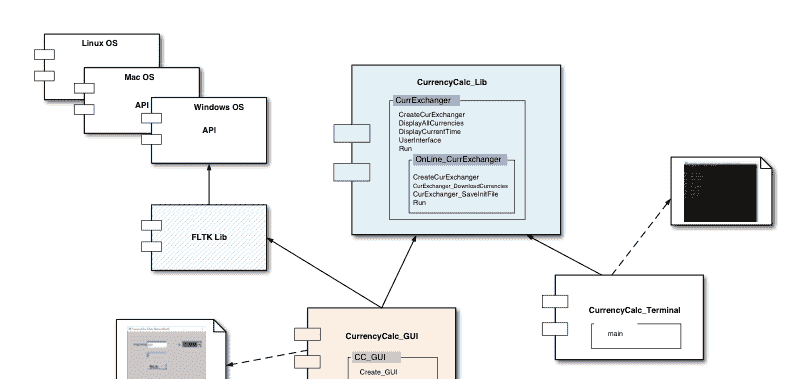 Linux OS
Mac OS
API
Windows OS
API
FLTK Lib
CurrencyCalc_Lib
CurrExchanger
CreateCurExchanger
DisplayAllCurrencies
DisplayCurrentTime
UserInterface
Run
OnLine_CurrExchanger
CreateCurExchanger
CurExchanger_DownloadCurrencies
CurExchanger_SaveInitFile
Run
CurrencyCalc_Terminal
main
CurrencyCalc_GUI
CC_GUI
Create_GUI